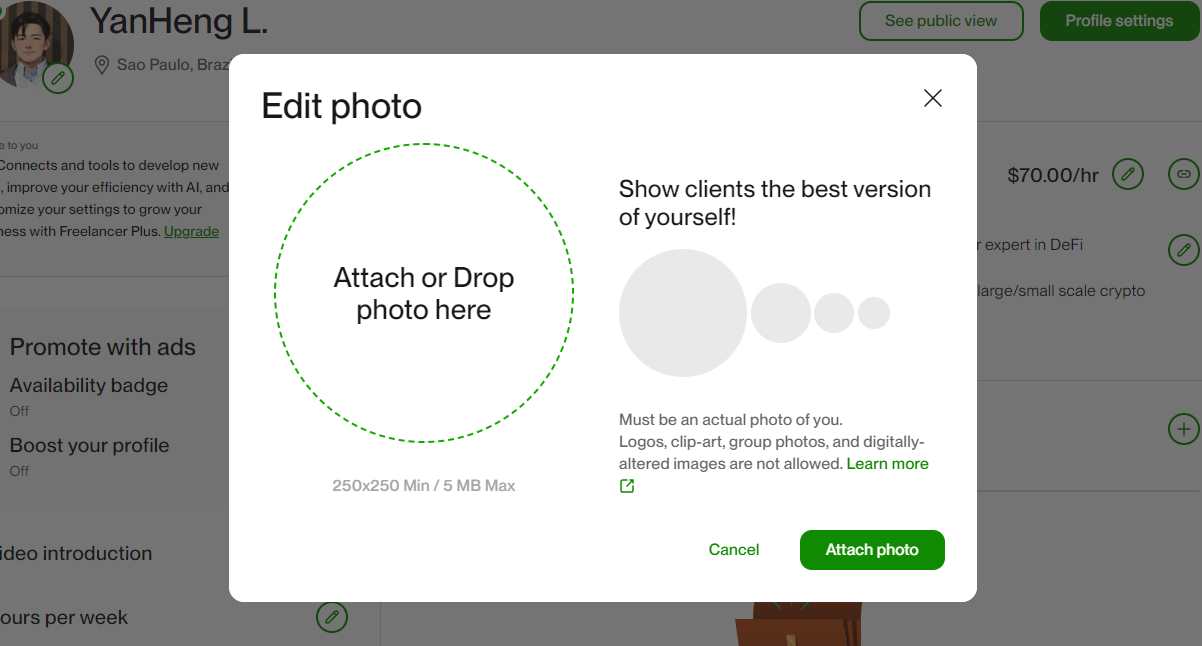 YanHeng L.
Sao Paulo, Braz
See public view
Profile settings
e to you
Connects and tools to develop new
, improve your efficiency with AI, and
omize your settings to grow your
ness with Freelancer Plus. Upgrade
Promote with ads
Availability badge
Off
Boost your profile
Off
ideo introduction
ours per week
Edit photo
Attach or Drop
photo here
250x250 Min / 5 MB Max
Show clients the best version
of yourself!
Must be an actual photo of you.
Logos, clip-art, group photos, and digitally-
altered images are not allowed. Learn more
Cancel
Attach photo
$70.00/hr
r expert in DeFi
large/small scale crypto